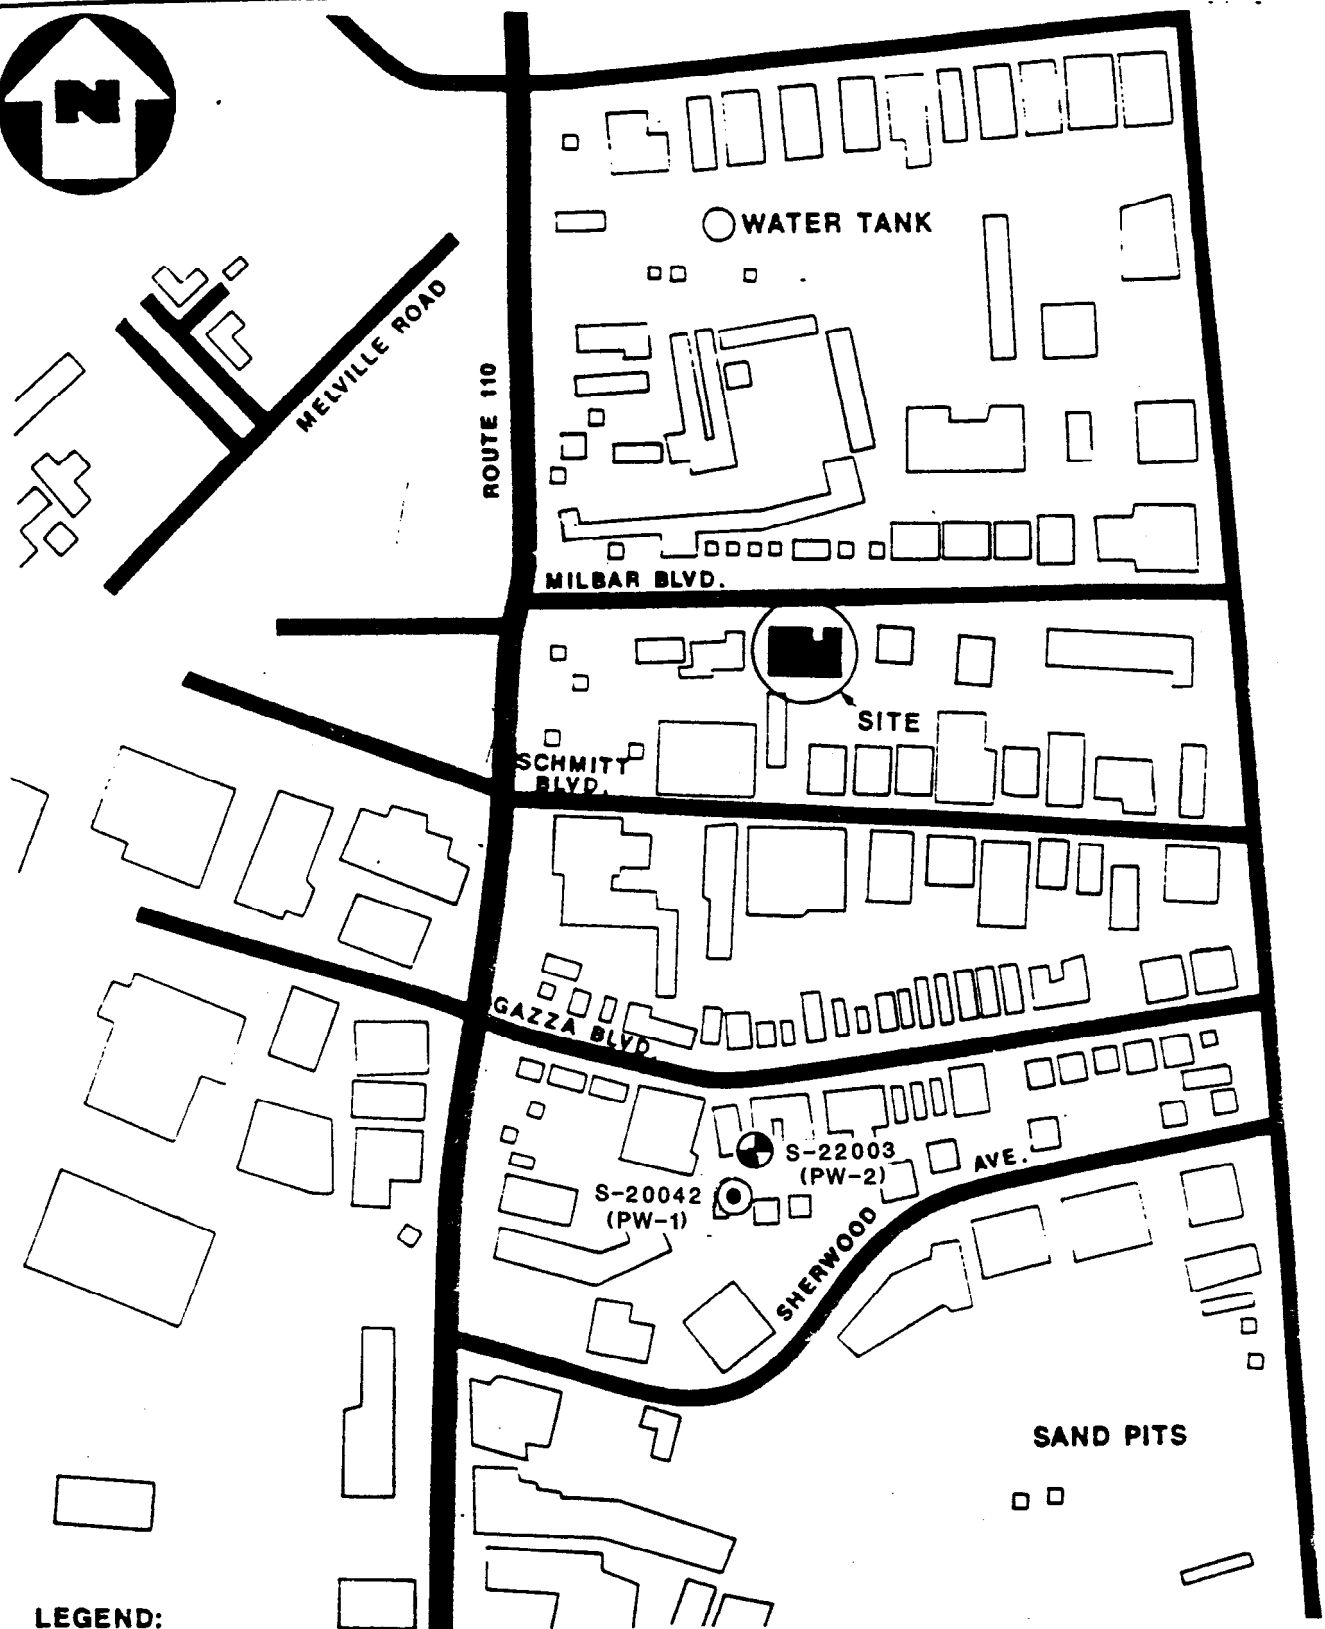 N
WATER TANK
MELVILLE ROAD
ROUTE 110
MILBAR BLVD.
SITE
SCHMITT
BLVD.
GAZZA BLVD.
S-22003
(PW-2)
AVE.
S-20042
(PW-1)
SHERWOOD
SAND PITS
LEGEND: